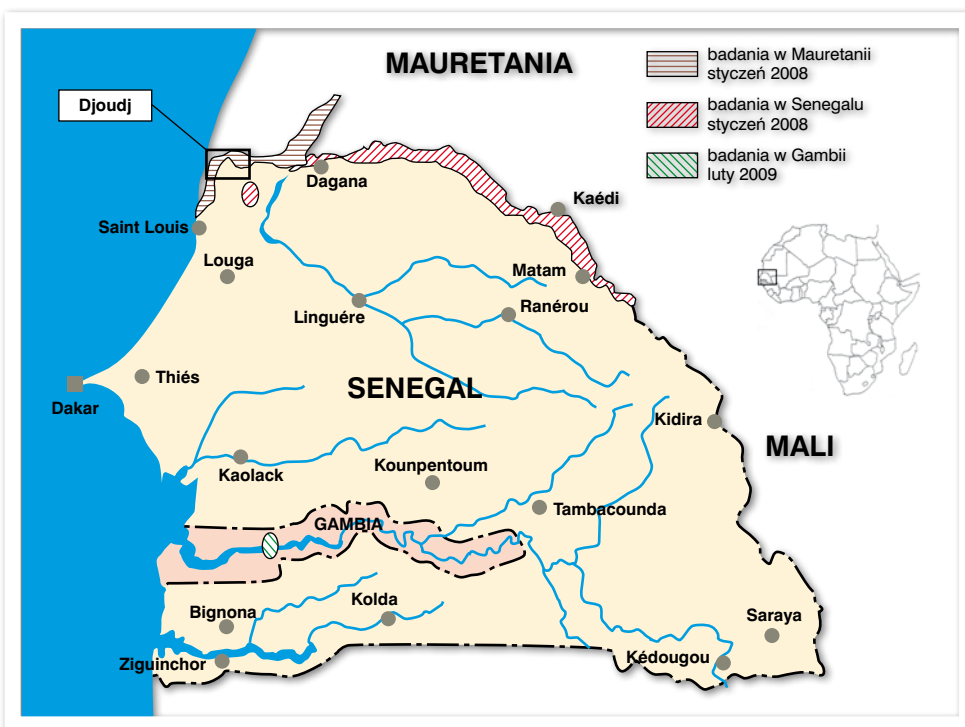 MAURETANIA
badania w Mauretanii
styczeń 2008
badania w Senegalu
styczeń 2008
badania w Gambii
luty 2009
Djoudj
Dagana
Kaédi
Saint Louis
Louga
Matam
Linguére
Ranérou
Thiés
SENEGAL
Dakar
Kidira
MALI
Kaolack
Kounpentoum
Tambacounda
GAMBIA
Bignona
Kolda
Saraya
Ziguinchor
Kédougou